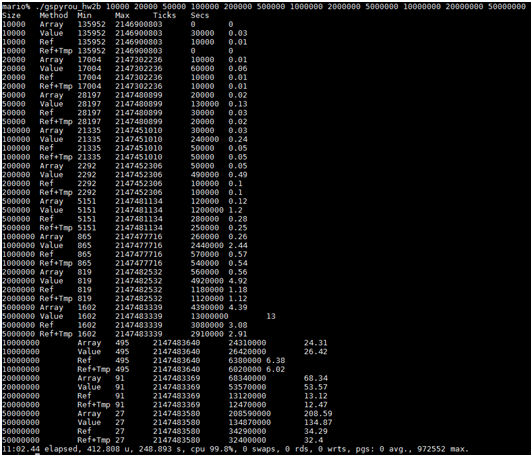 mario% ./gspyrou_hw2b 10000 20000 50000 100000 200000 500000 1000000 2000000 5000000 10000000 20000000 50000000
Size Method Min Max Ticks Secs
10000 Array 135952 2146900803 0 0
10000 Value 135952 2146900803 30000 0.03
10000 Ref 135952 2146900803 10000 0.01
10000 Ref+Tmp 135952 2146900803 0 0
20000 Array 17004 2147302236 10000 0.01
20000 Value 17004 2147302236 60000 0.06
20000 Ref 17004 2147302236 10000 0.01
20000 Ref+Tmp 17004 2147302236 10000 0.01
50000 Array 28197 2147480899 20000 0.02
50000 Value 28197 2147480899 130000 0.13
50000 Ref 28197 2147480899 30000 0.03
50000 Ref+Tmp 28197 2147480899 20000 0.02
100000 Array 21335 2147451010 30000 0.03
100000 Value 21335 2147451010 240000 0.24
100000 Ref 21335 2147451010 50000 0.05
100000 Ref+Tmp 21335 2147451010 50000 0.05
200000 Array 2292 2147452306 50000 0.05
200000 Value 2292 2147452306 490000 0.49
200000 Ref 2292 2147452306 100000 0.1
200000 Ref+Tmp 2292 2147452306 100000 0.1
500000 Array 5151 2147481134 120000 0.12
500000 Value 5151 2147481134 1200000 1.2
500000 Ref 5151 2147481134 280000 0.28
500000 Ref+Tmp 5151 2147481134 250000 0.25
1000000 Array 865 2147477716 260000 0.26
1000000 Value 865 2147477716 2440000 2.44
1000000 Ref 865 2147477716 570000 0.57
1000000 Ref+Tmp 865 2147477716 540000 0.54
2000000 Array 819 2147482532 560000 0.56
2000000 Value 819 2147482532 4920000 4.92
2000000 Ref 819 2147482532 1180000 1.18
2000000 Ref+Tmp 819 2147482532 1120000 1.12
5000000 Array 1602 2147483339 4390000 4.39
5000000 Value 1602 2147483339 13000000 13
5000000 Ref 1602 2147483339 3080000 3.08
5000000 Ref+Tmp 1602 2147483339 2910000 2.91
10000000 Array 495 2147483640 24310000 24.31
10000000 Value 495 2147483640 26420000 26.42
10000000 Ref 495 2147483640 6380000 6.38
10000000 Ref+Tmp 495 2147483640 6020000 6.02
20000000 Array 91 2147483369 68340000 68.34
20000000 Value 91 2147483369 53570000 53.57
20000000 Ref 91 2147483369 13120000 13.12
20000000 Ref+Tmp 91 2147483369 12470000 12.47
50000000 Array 27 2147483580 208590000 208.59
50000000 Value 27 2147483580 134870000 134.87
50000000 Ref 27 2147483580 34290000 34.29
50000000 Ref+Tmp 27 2147483580 32400000 32.4
11:02.44 elapsed, 412.808 u, 248.893 s, cpu 99.8%, 0 swaps, 0 rds, 0 wrts, pgs: 0 avg., 972552 max.